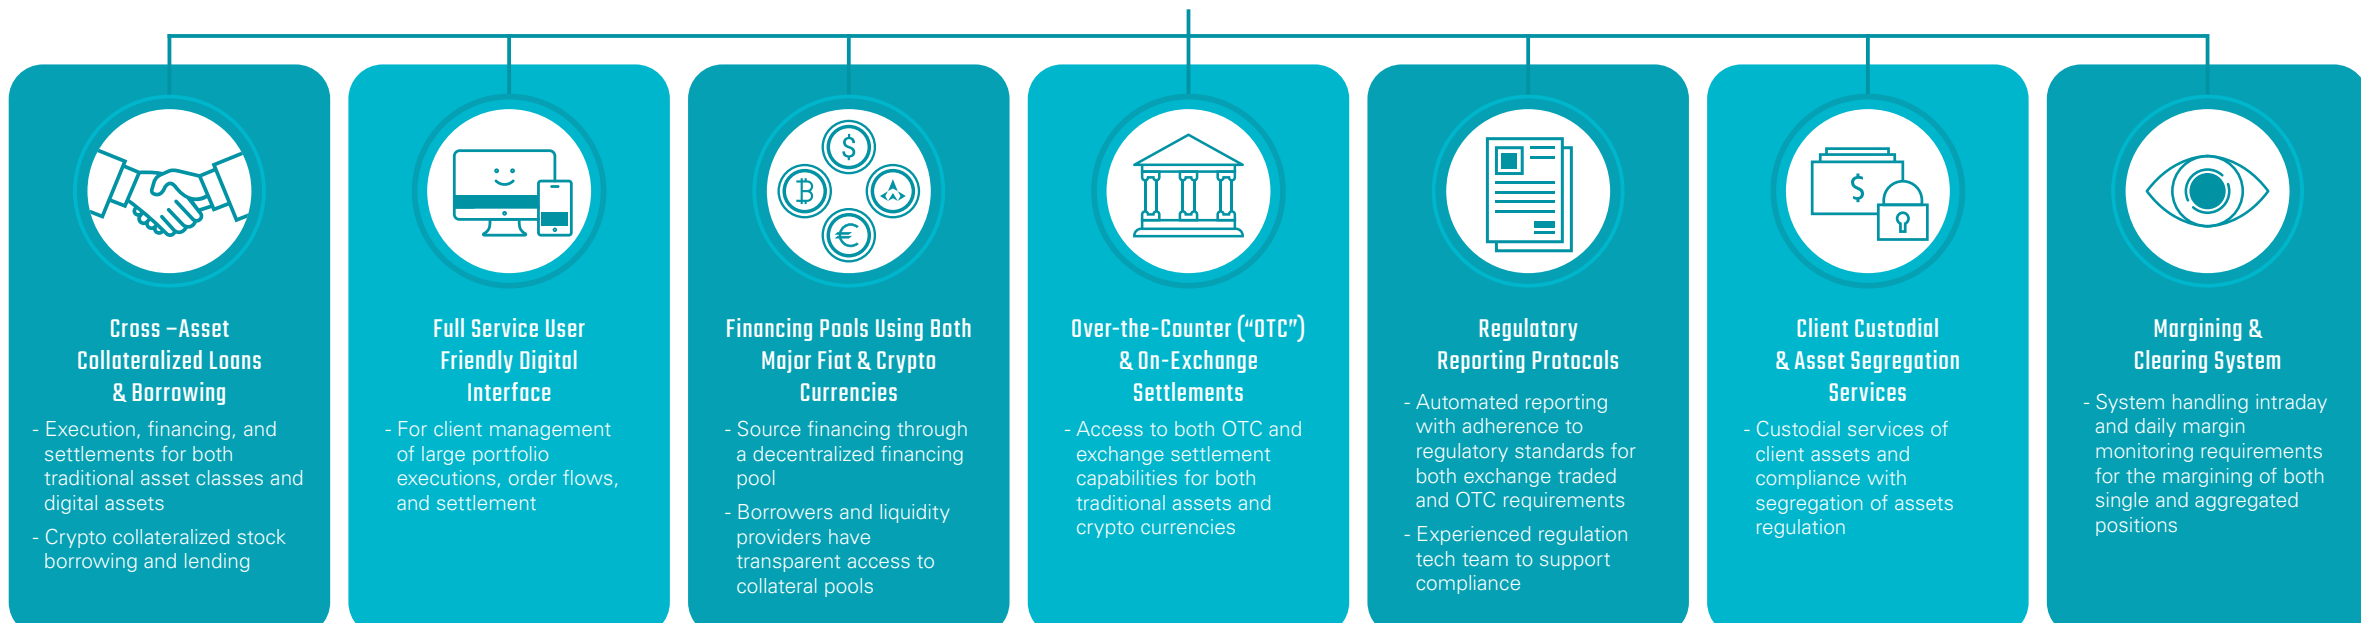 Cross –Asset
Collateralized Loans
& Borrowing
- Execution, financing, and
settlements for both
traditional asset classes and
digital assets
- Crypto collateralized stock
borrowing and lending
Full Service User
Friendly Digital
Interface
- For client management
of large portfolio
executions, order flows,
and settlement
$
₿
€
Financing Pools Using Both
Major Fiat & Crypto
Currencies
- Source financing through
a decentralized financing
pool
- Borrowers and liquidity
providers have
transparent access to
collateral pools
Over-the-Counter (“OTC”)
& On-Exchange
Settlements
- Access to both OTC and
exchange settlement
capabilities for both
traditional assets and
crypto currencies
Regulatory
Reporting Protocols
- Automated reporting
with adherence to
regulatory standards for
both exchange traded
and OTC requirements
- Experienced regulation
tech team to support
compliance
$
Client Custodial
& Asset Segregation
Services
- Custodial services of
client assets and
compliance with
segregation of assets
regulation
Margining &
Clearing System
- System handling intraday
and daily margin
monitoring requirements
for the margining of both
single and aggregated
positions